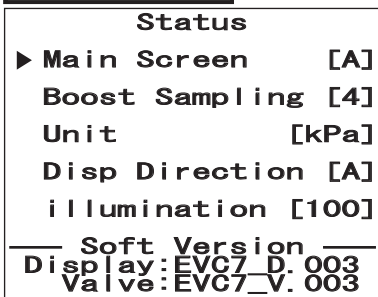 Status
▶ Main Screen [A]
Boost Sampling [4]
Unit [kPa]
Disp Direction [A]
illumination [100]
Soft Version
Display:EVC7_D.003
Valve:EVC7_V.003